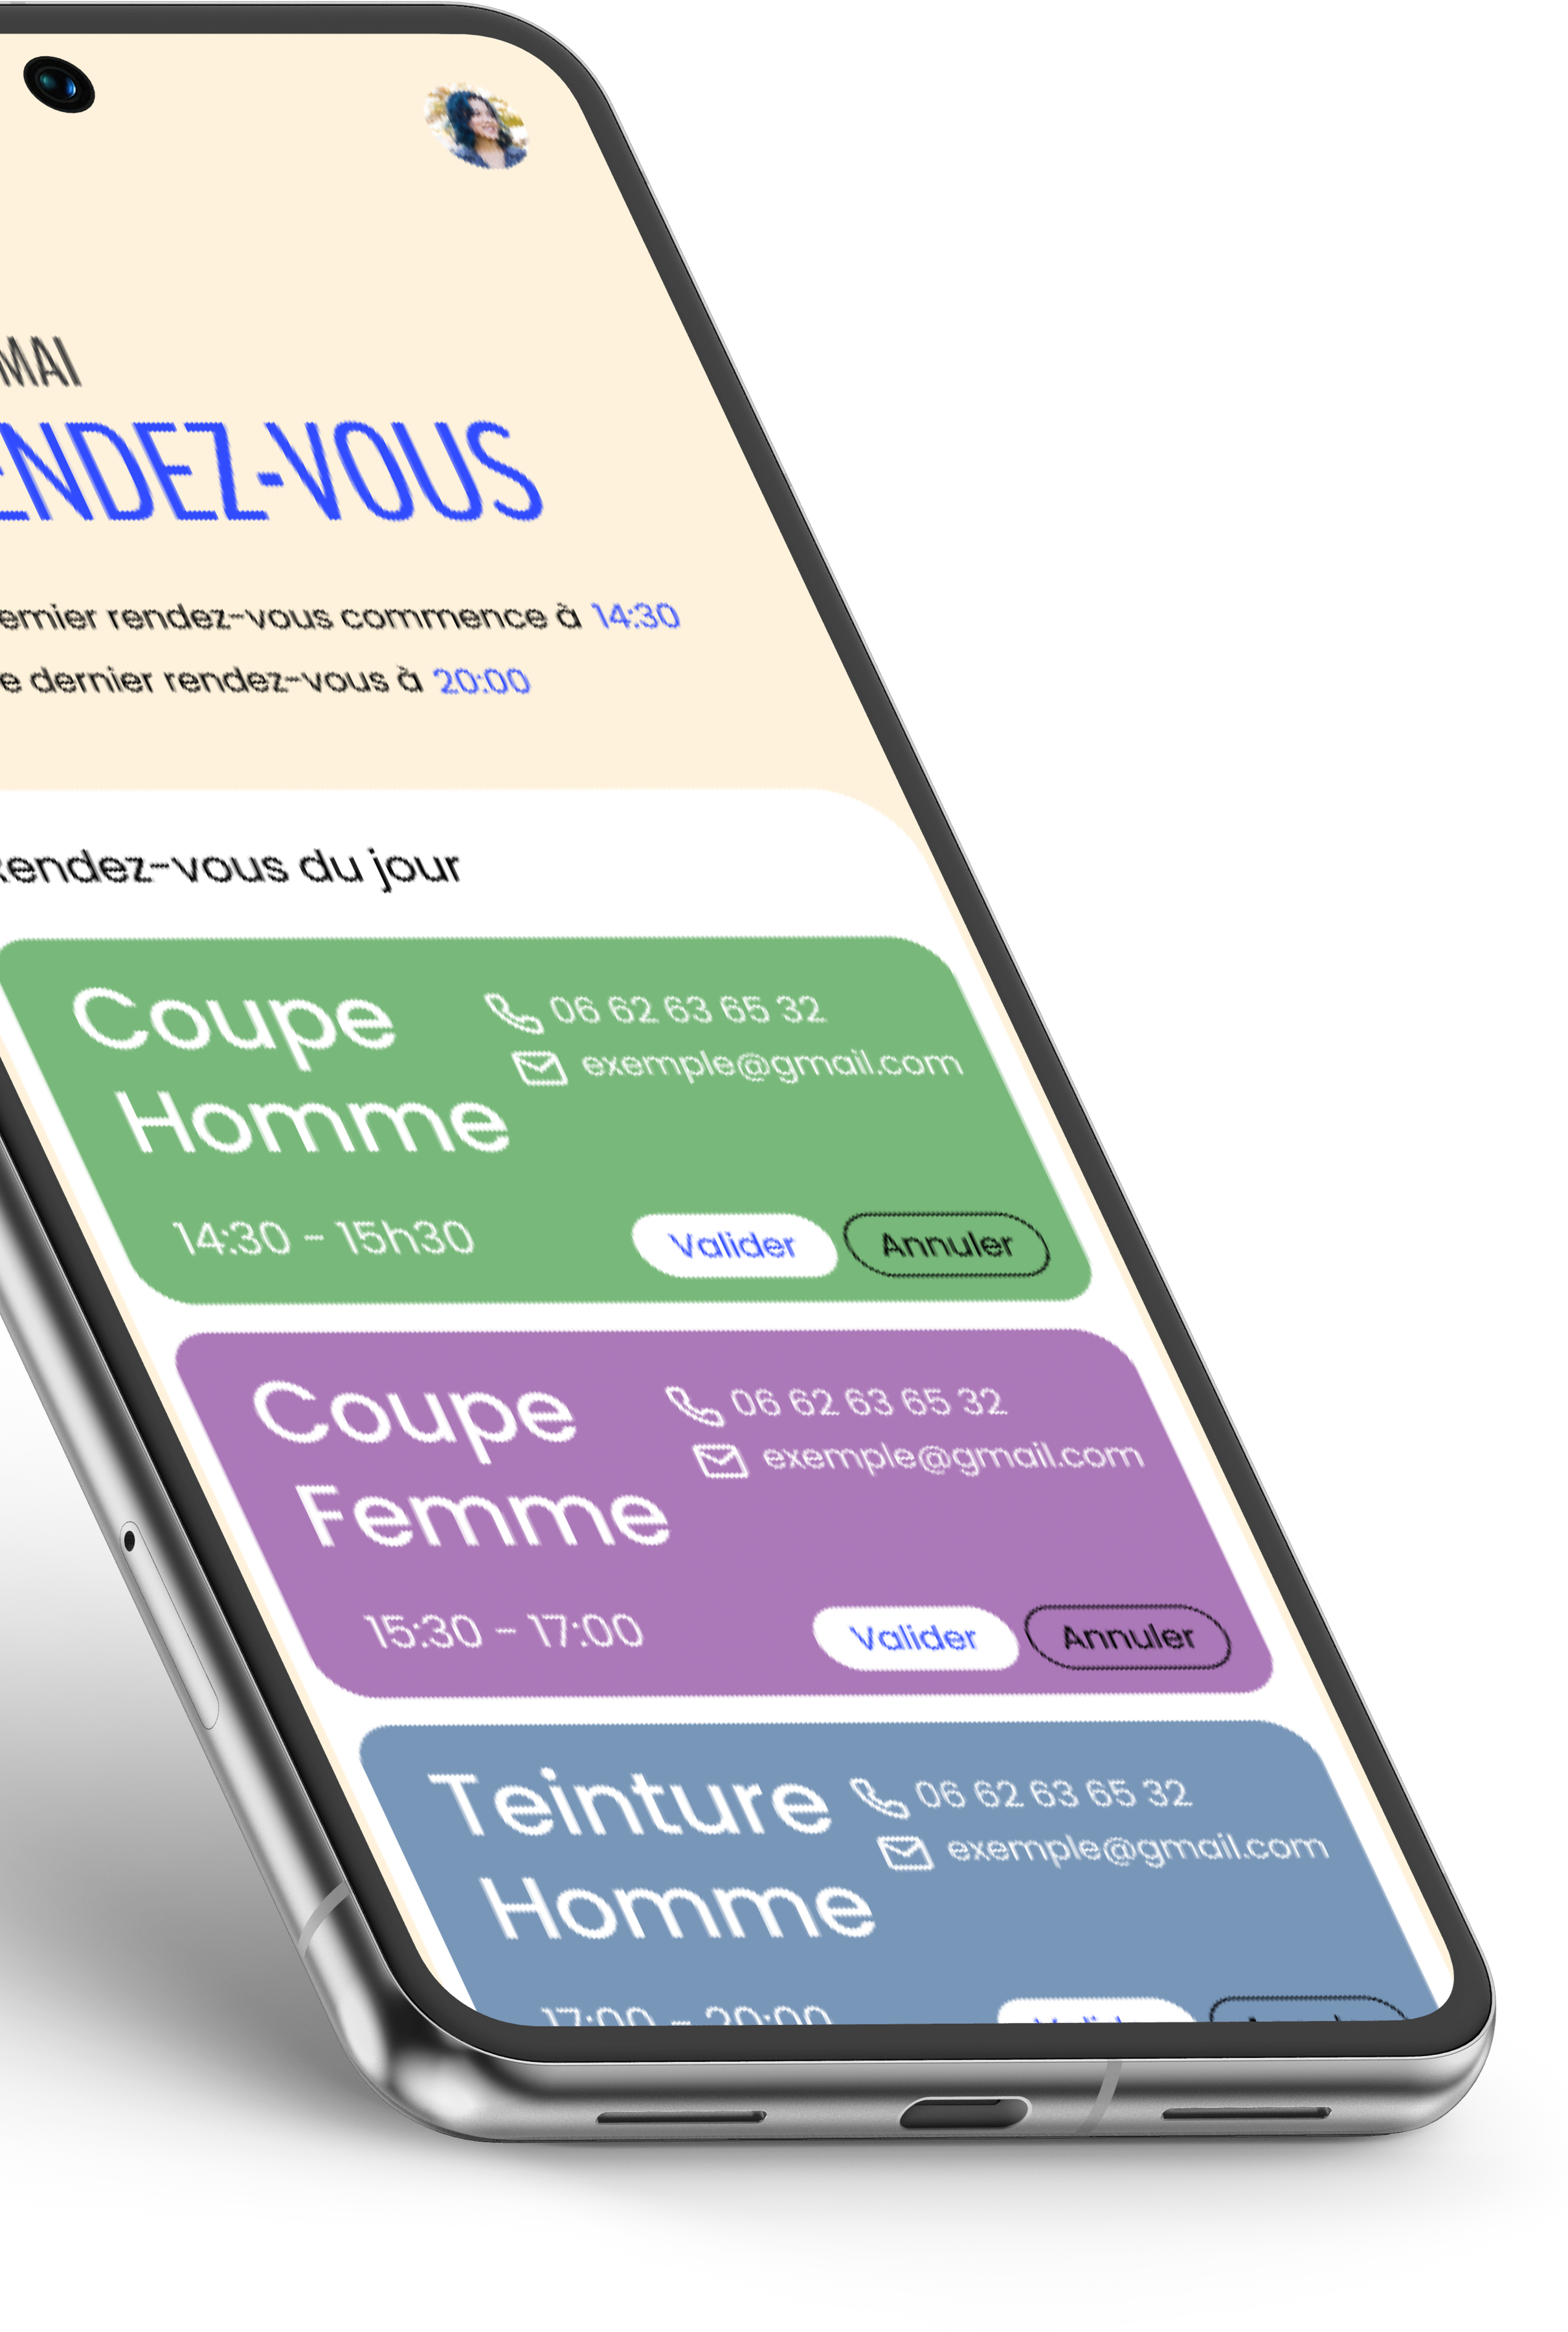 MAI
ENDEZ-VOUS
ernier rendez-vous commence à 14:30
e dernier rendez-vous à 20:00
Rendez-vous du jour
Coupe
Homme
06 62 63 65 32
exemple@gmail.com
14:30 - 15h30
Valider
Annuler
Coupe
Femme
06 62 63 65 32
exemple@gmail.com
15:30 - 17:00
Valider
Annuler
Teinture
Homme
06 62 63 65 32
exemple@gmail.com
17:00 - 20:00